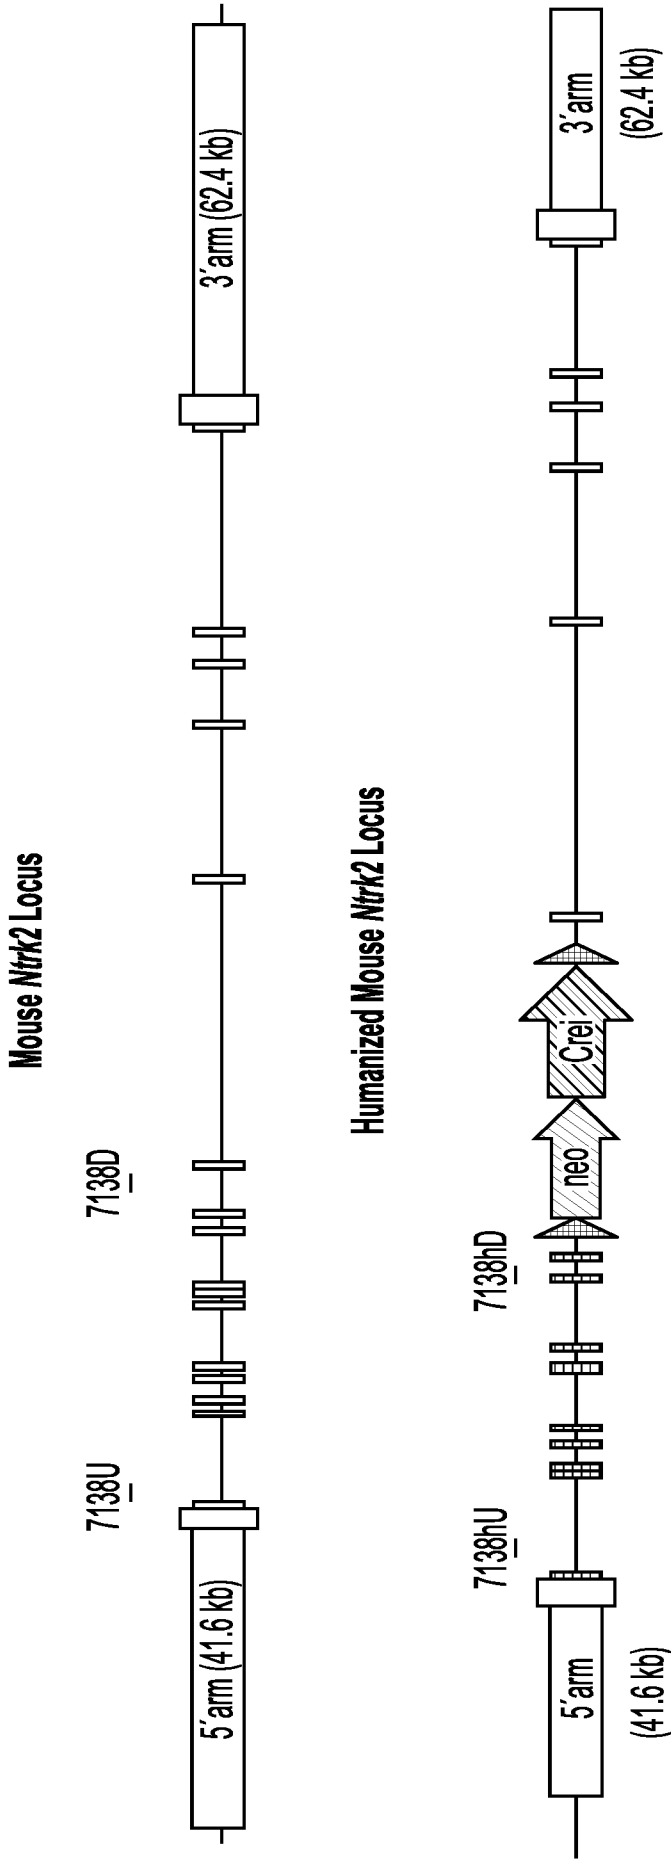 Mouse Ntrk2 Locus
7138U
7138D
5´arm (41.6 kb)
3´arm (62.4 kb)
Humanized Mouse Ntrk2 Locus
7138hU
7138hD
5´arm
neo
Crei
3´arm
(41.6 kb)
(62.4 kb)